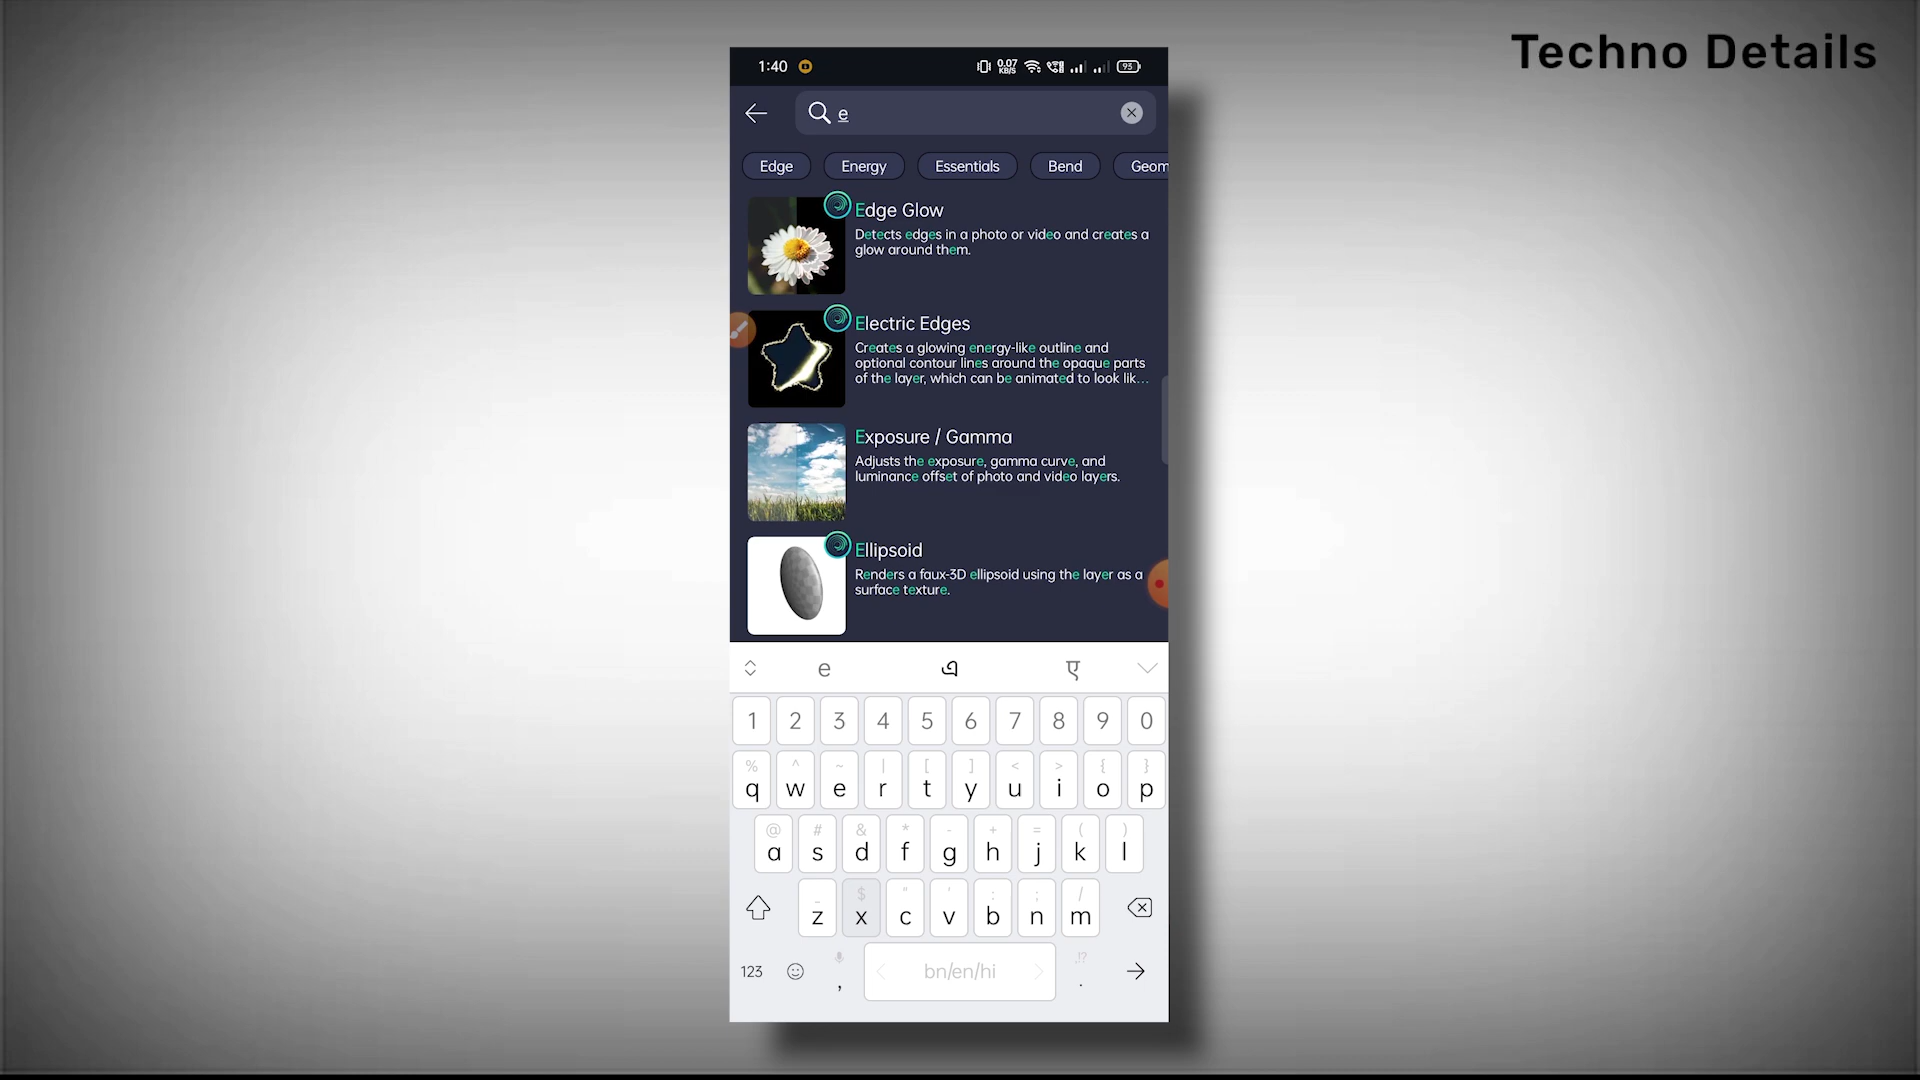 Techno Details
1:40 0.07 KB/S 93
e
Edge Energy Essentials Bend Geom
Edge Glow
Detects edges in a photo or video and creates a
glow around them.
Electric Edges
Creates a glowing energy-like outline and
optional contour lines around the opaque parts
of the layer, which can be animated to look lik...
Exposure / Gamma
Adjusts the exposure, gamma curve, and
luminance offset of photo and video layers.
Ellipsoid
Renders a faux-3D ellipsoid using the layer as a
surface texture.
e এ ए
1 2 3 4 5 6 7 8 9 0
% ^ ~ | [ ] < > { }
q w e r t y u i o p
@ # & * - + = ( )
a s d f g h j k l
_ $ " ' : ; /
z x c v b n m
123 , bn/en/hi .!? .